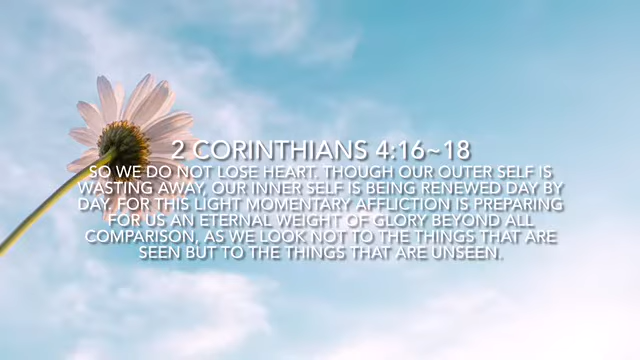 2 CORINTHIANS 4:16~18
SO WE DO NOT LOSE HEART. THOUGH OUR OUTER SELF IS
WASTING AWAY, OUR INNER SELF IS BEING RENEWED DAY BY
DAY. FOR THIS LIGHT MOMENTARY AFFLICTION IS PREPARING
FOR US AN ETERNAL WEIGHT OF GLORY BEYOND ALL
COMPARISON, AS WE LOOK NOT TO THE THINGS THAT ARE
SEEN BUT TO THE THINGS THAT ARE UNSEEN.